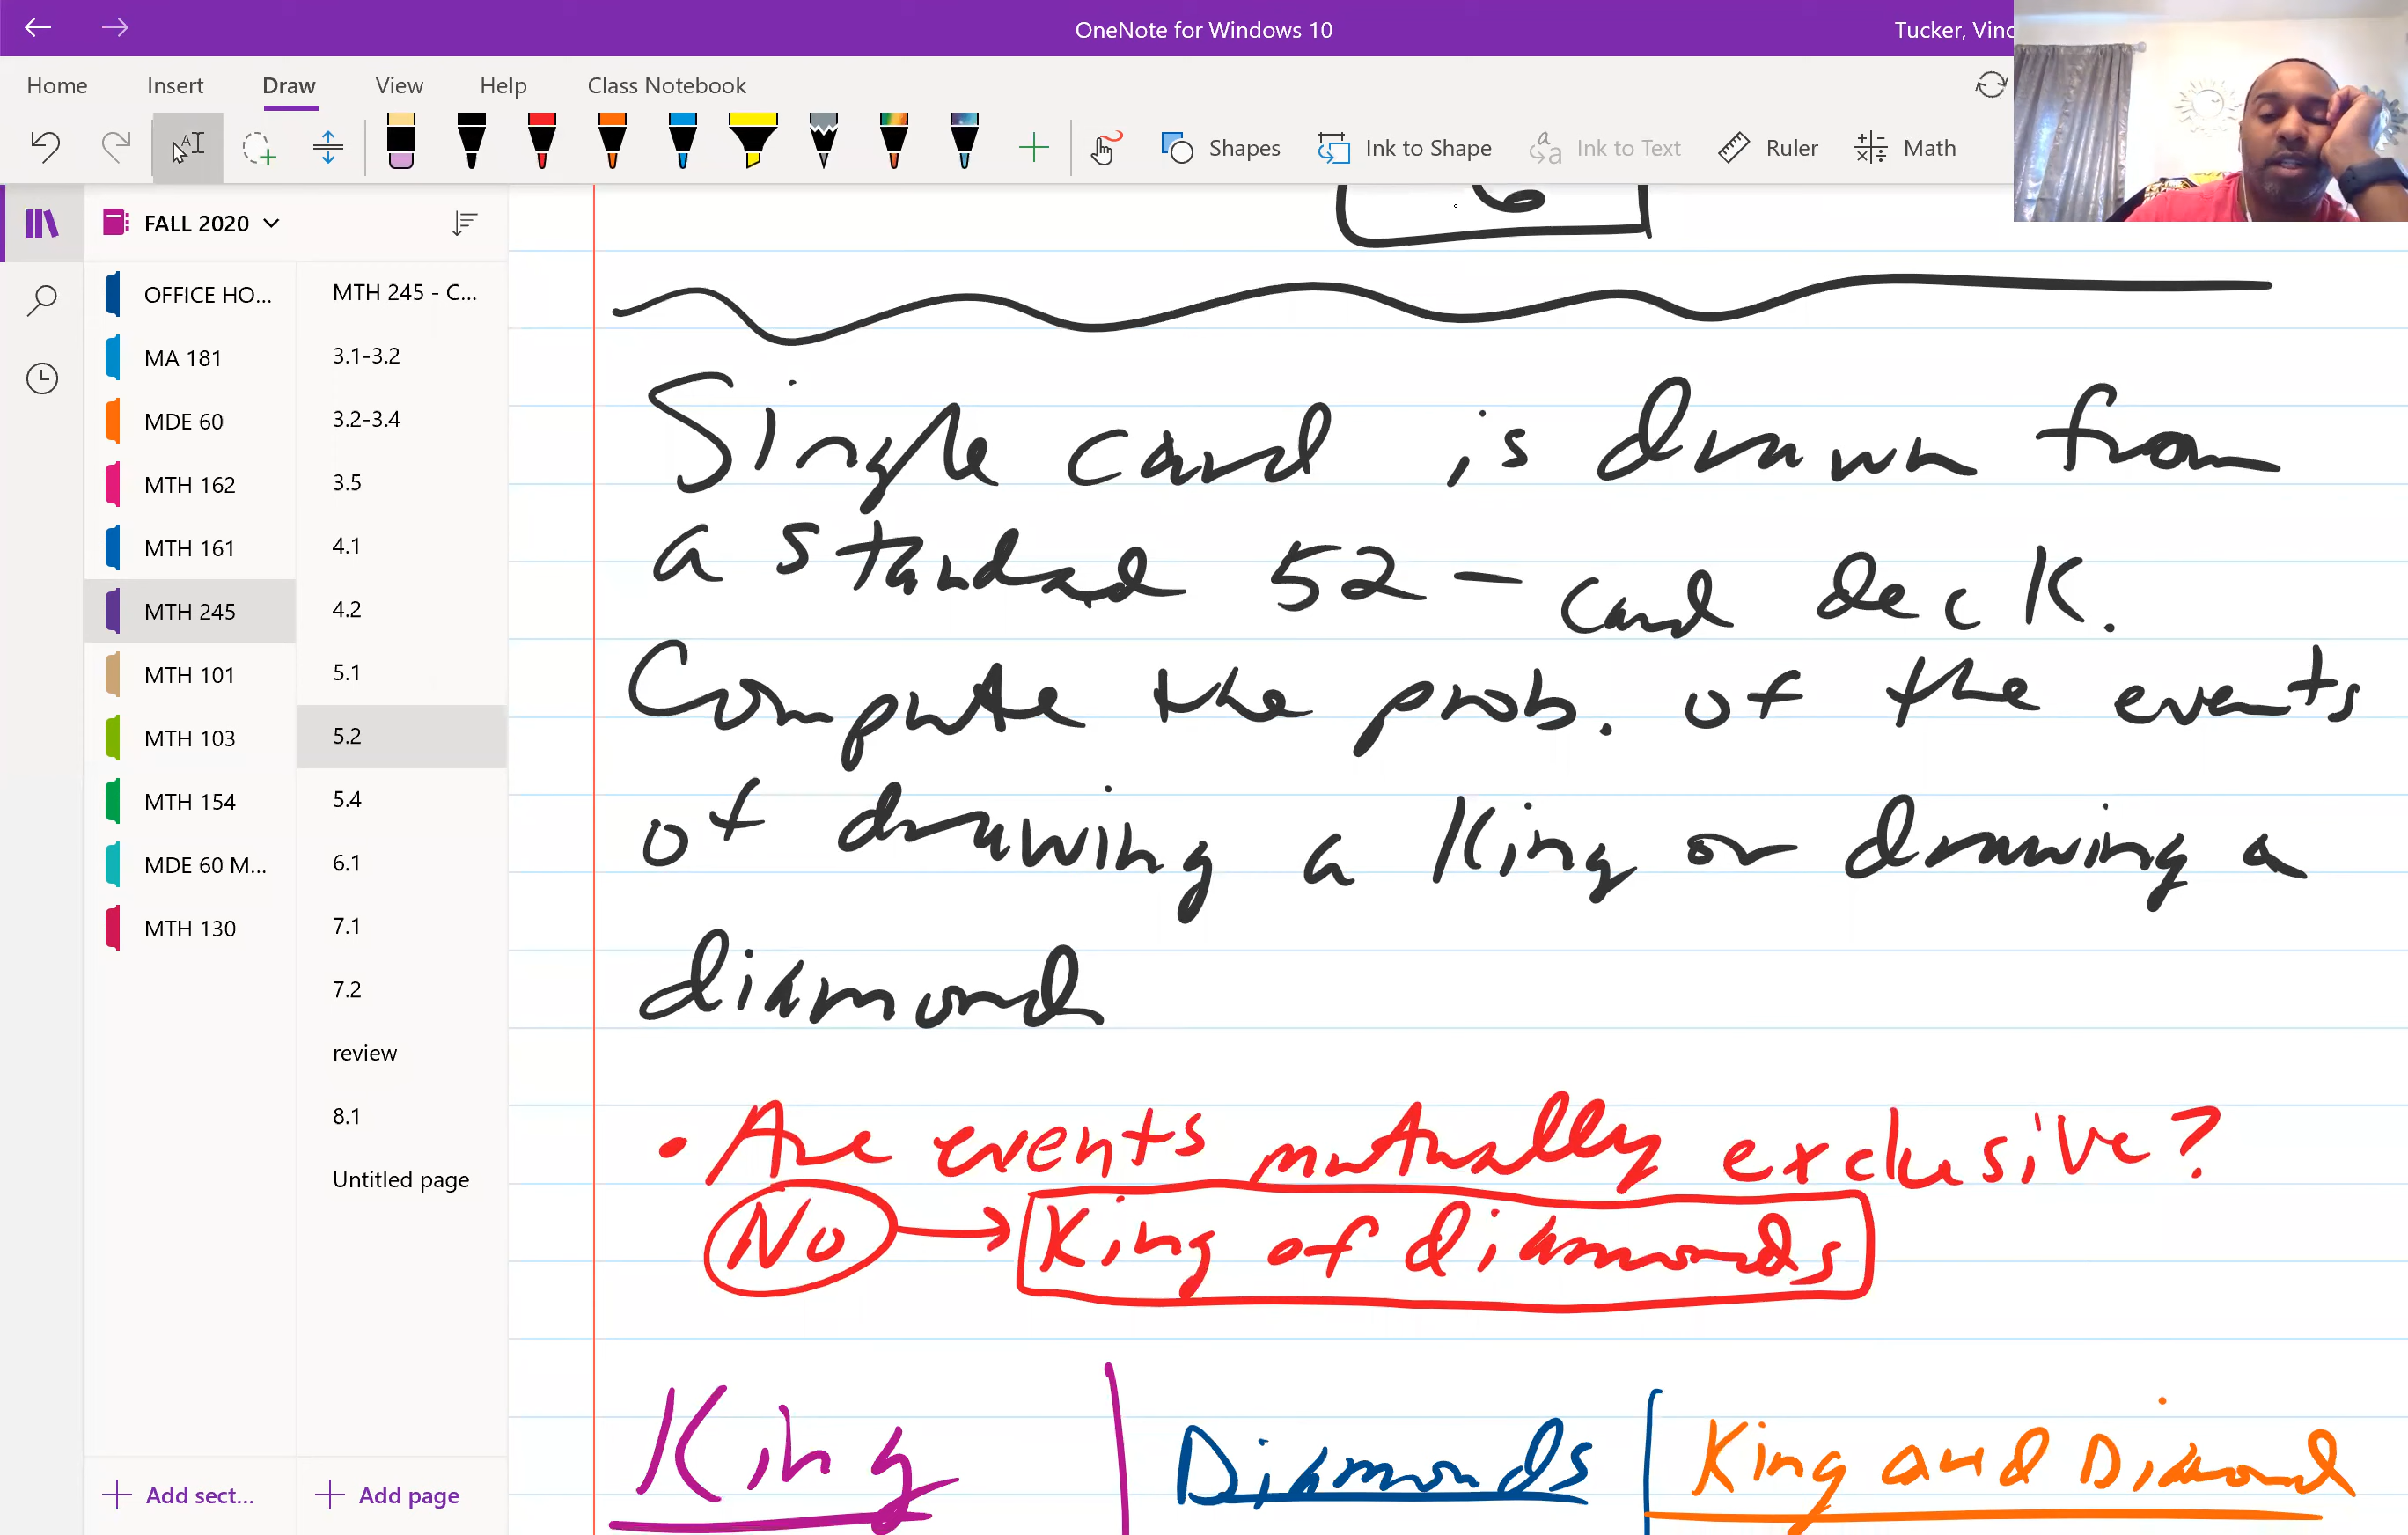 OneNote for Windows 10
Tucker, Vinc
Home Insert Draw View Help Class Notebook
Shapes Ink to Shape Ink to Text Ruler Math
FALL 2020
OFFICE HO...
MA 181
MDE 60
MTH 162
MTH 161
MTH 245
MTH 101
MTH 103
MTH 154
MDE 60 M...
MTH 130
Add sect...
MTH 245 - C...
3.1-3.2
3.2-3.4
3.5
4.1
4.2
5.1
5.2
5.4
6.1
7.1
7.2
review
8.1
Untitled page
Add page
Single card is drawn from
a standard 52 - card deck.
Compute the prob. of the events
of drawing a King or drawing a
diamond
• Are events mutually exclusive?
No → King of diamonds
King Diamonds King and Diamond